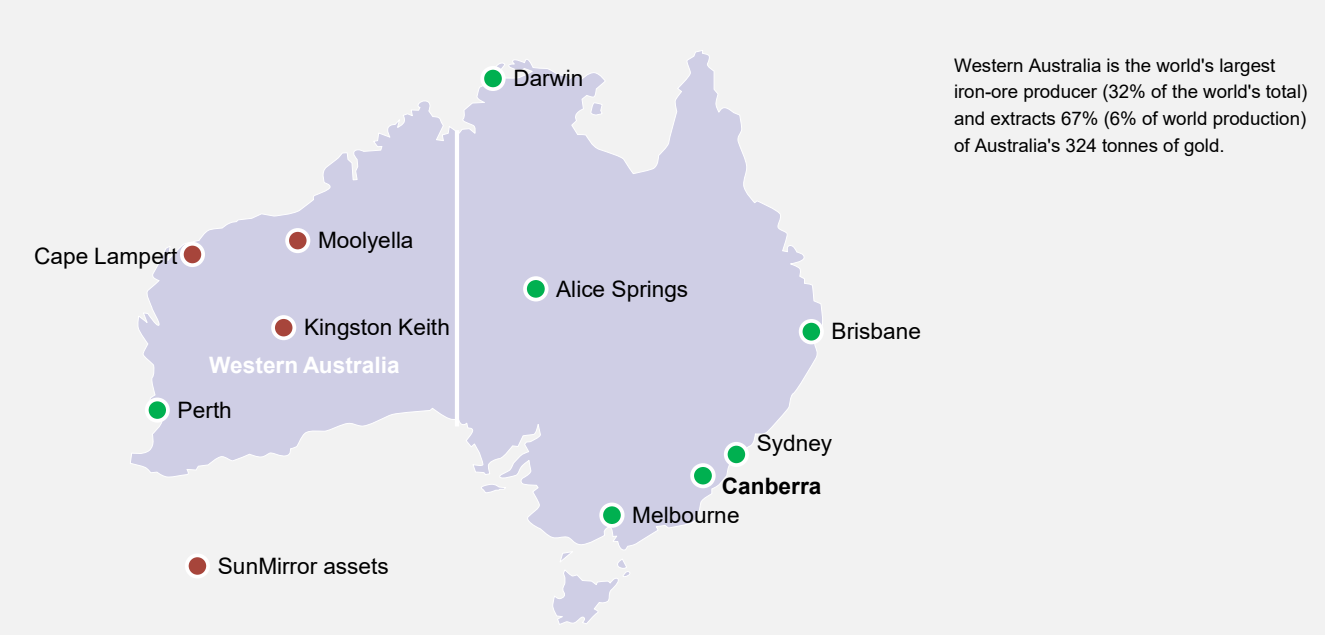 Western Australia is the world's largest
iron-ore producer (32% of the world's total)
and extracts 67% (6% of world production)
of Australia's 324 tonnes of gold.
Darwin
Moolyella
Cape Lampert
Alice Springs
Kingston Keith
Brisbane
Western Australia
Perth
Sydney
Canberra
Melbourne
SunMirror assets